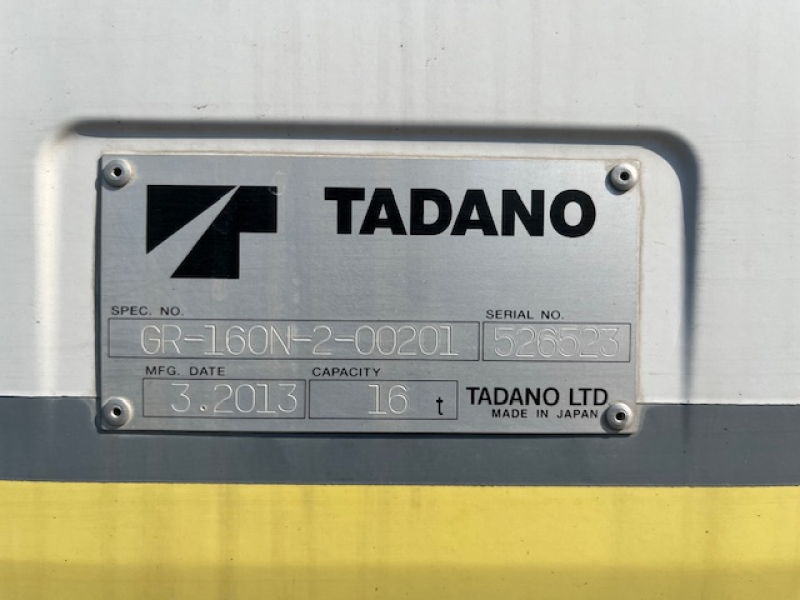 TADANO
SPEC. NO. SERIAL NO.
GR-160N-2-00201 526523
MFG. DATE CAPACITY
3.2013 16 t TADANO LTD
MADE IN JAPAN